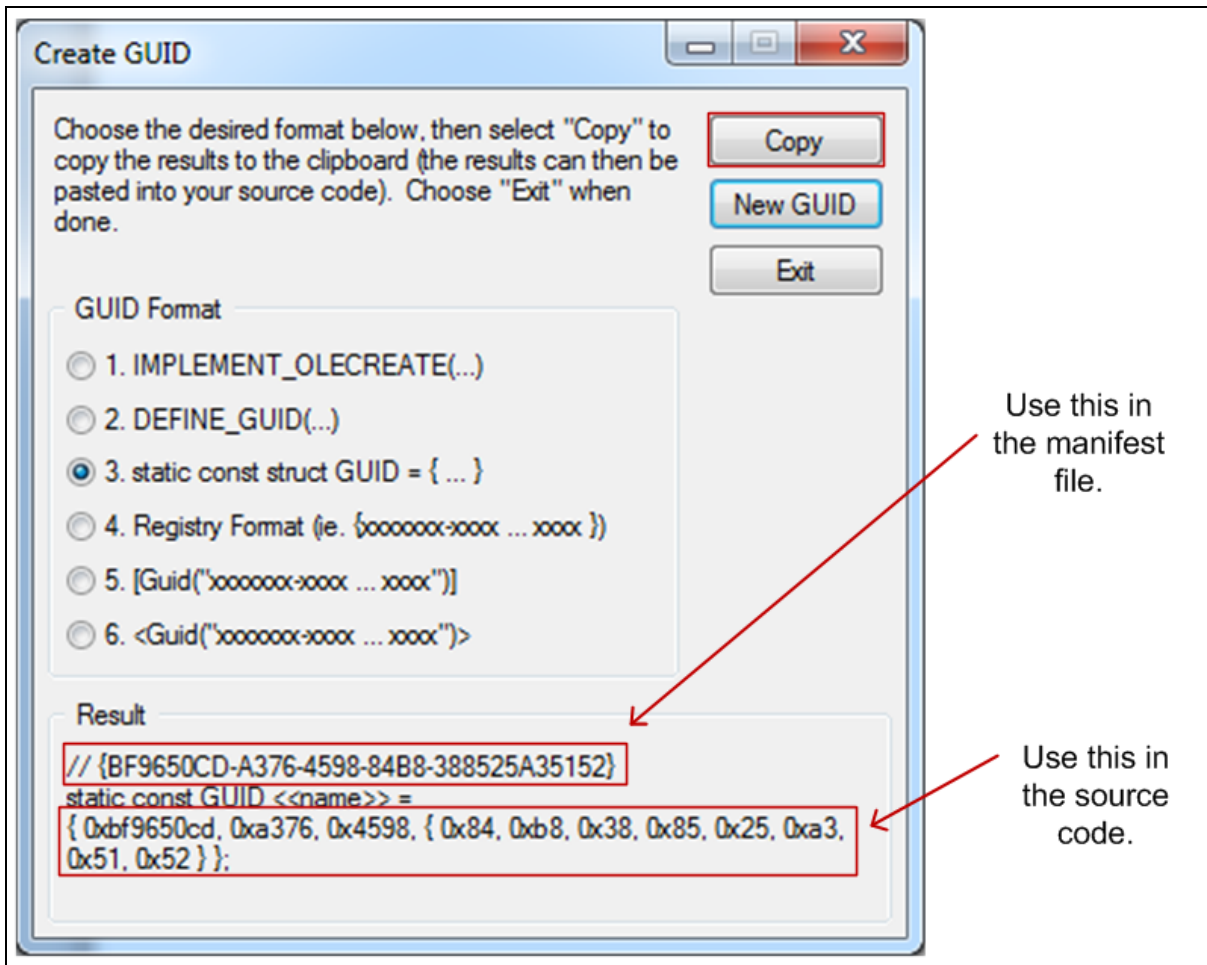 Create GUID
Choose the desired format below, then select "Copy" to
copy the results to the clipboard (the results can then be
pasted into your source code).  Choose "Exit" when
done.
Copy
New GUID
Exit
GUID Format
1. IMPLEMENT_OLECREATE(...)
2. DEFINE_GUID(...)
3. static const struct GUID = { ... }
4. Registry Format (ie. {xxxxxxx-xxxx ... xxxx })
5. [Guid("xxxxxxx-xxxx ... xxxx")]
6. <Guid("xxxxxxx-xxxx ... xxxx")>
Use this in
the manifest
file.
Result
// {BF9650CD-A376-4598-84B8-388525A35152}
static const GUID <<name>> =
{ 0xbf9650cd, 0xa376, 0x4598, { 0x84, 0xb8, 0x38, 0x85, 0x25, 0xa3,
0x51, 0x52 } };
Use this in
the source
code.